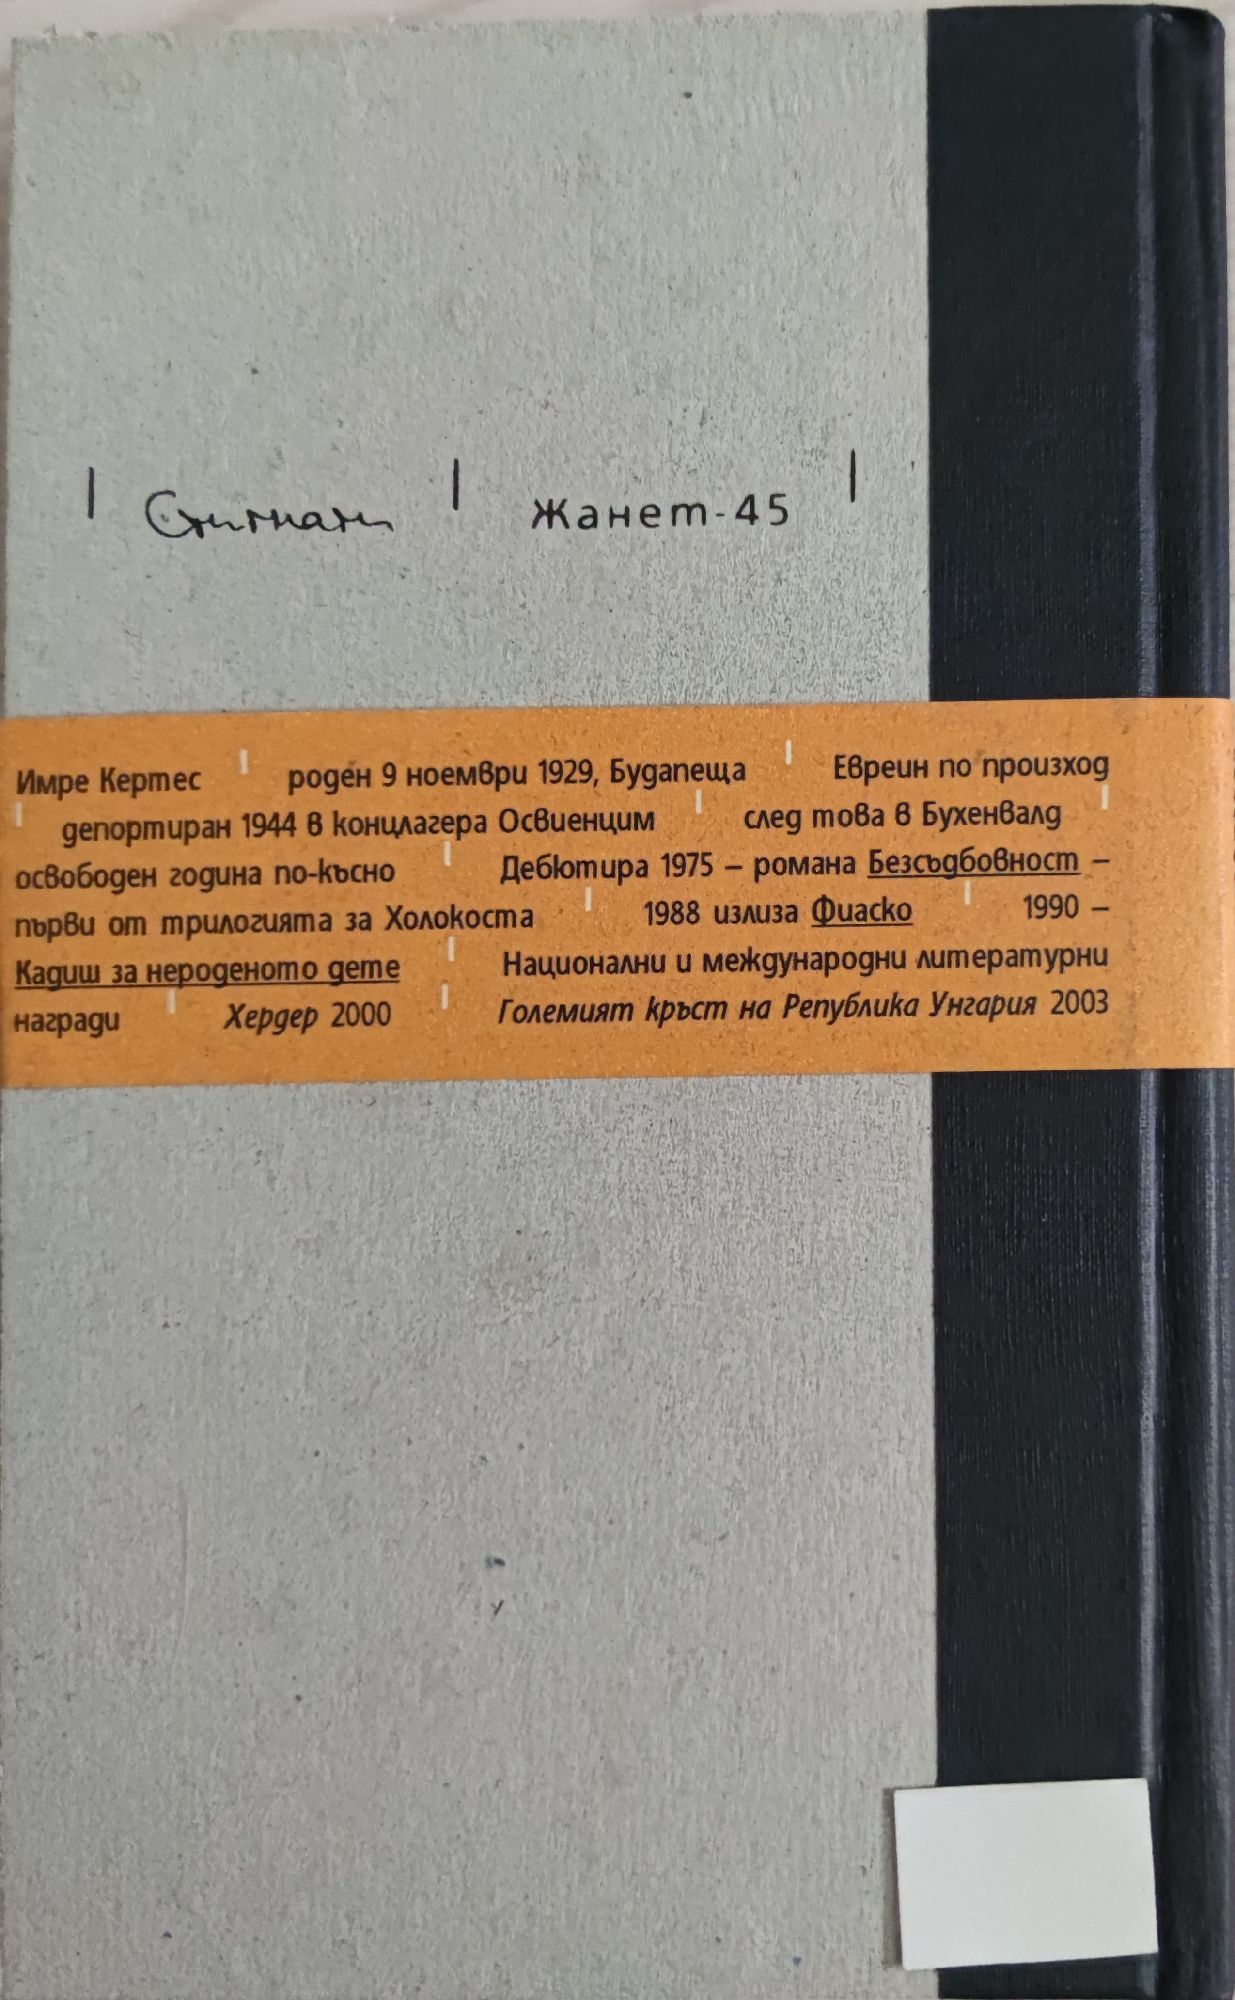 Стигмати Жанет-45
Имре Кертес роден 9 ноември 1929, Будапеща Евреин по произход
депортиран 1944 в концлагера Освиенцим след това в Бухенвалд
освободен година по-късно Дебютира 1975 – романа Безсъдбовност –
първи от трилогията за Холокоста 1988 излиза Фиаско 1990 –
Кадиш за нероденото дете Национални и международни литературни
награди Хердер 2000 Големият кръст на Република Унгария 2003